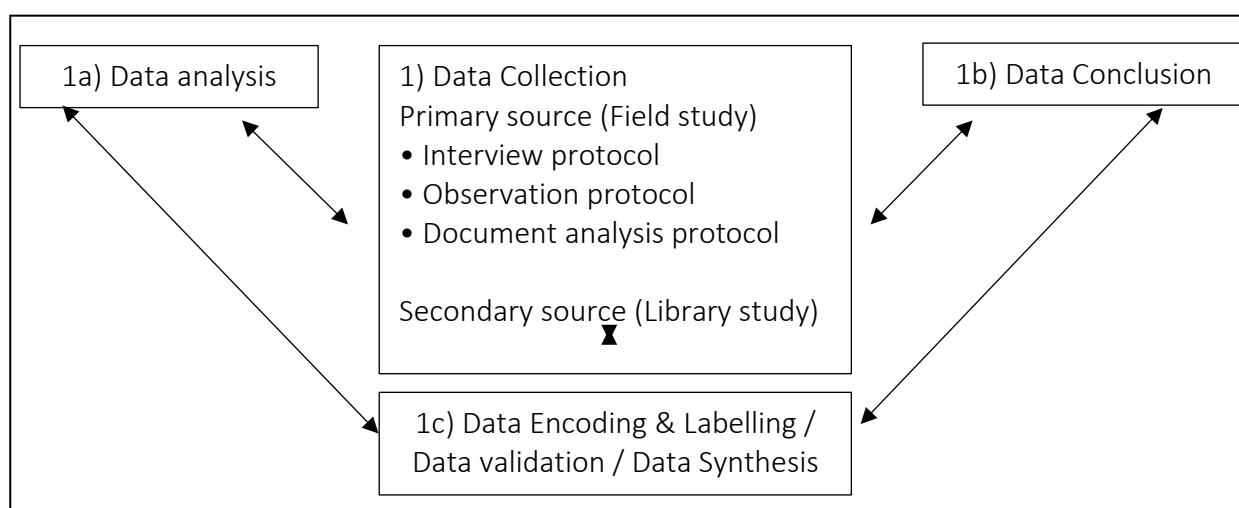 1a) Data analysis
1) Data Collection
Primary source (Field study)
• Interview protocol
• Observation protocol
• Document analysis protocol
Secondary source (Library study)
1b) Data Conclusion
1c) Data Encoding & Labelling /
Data validation / Data Synthesis